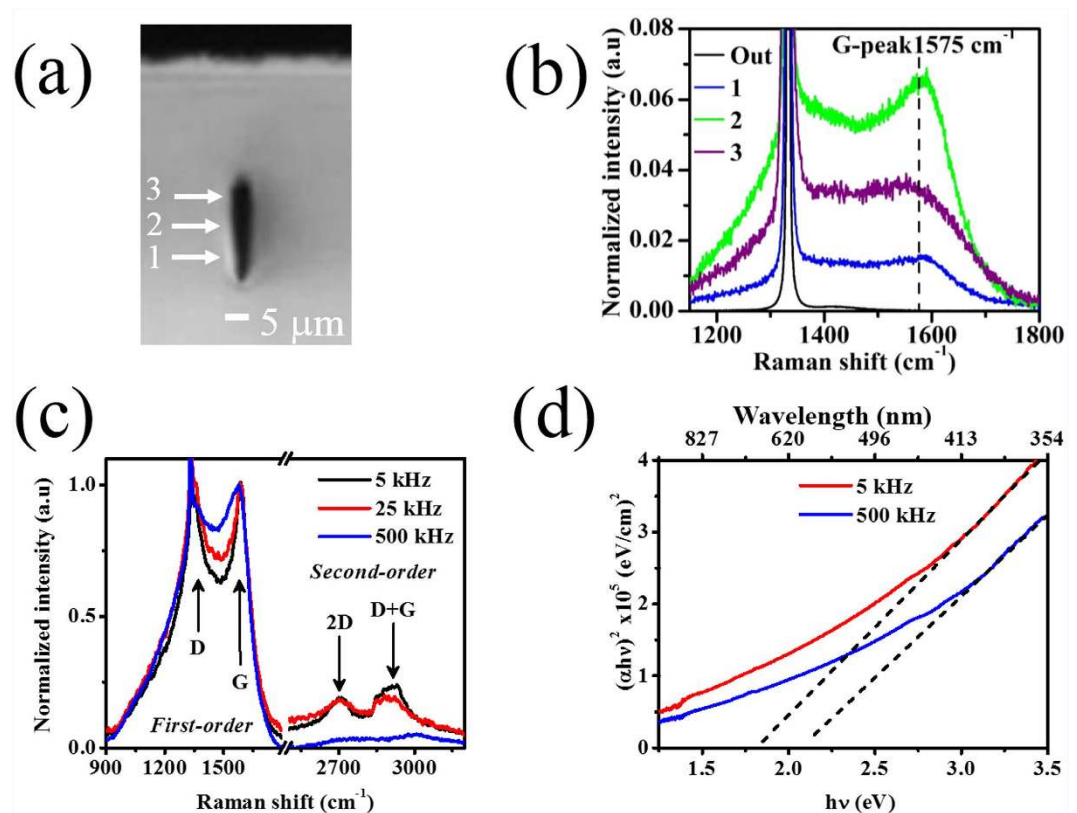 (a)
3
2
1
5 μm
(b)
Normalized intensity (a.u)
0.08
0.06
0.04
0.02
0.00
Out
1
2
3
G-peak1575 cm⁻¹
1200 1400 1600 1800
Raman shift (cm⁻¹)
(c)
Normalized intensity (a.u)
1.0
0.5
0.0
5 kHz
25 kHz
500 kHz
Second-order
D+G
2D
D
G
First-order
900 1200 1500 2700 3000
Raman shift (cm⁻¹)
(d)
Wavelength (nm)
827 620 496 413 354
(αhν)² x10⁵ (eV/cm)²
4
3
2
1
0
5 kHz
500 kHz
1.5 2.0 2.5 3.0 3.5
hν (eV)